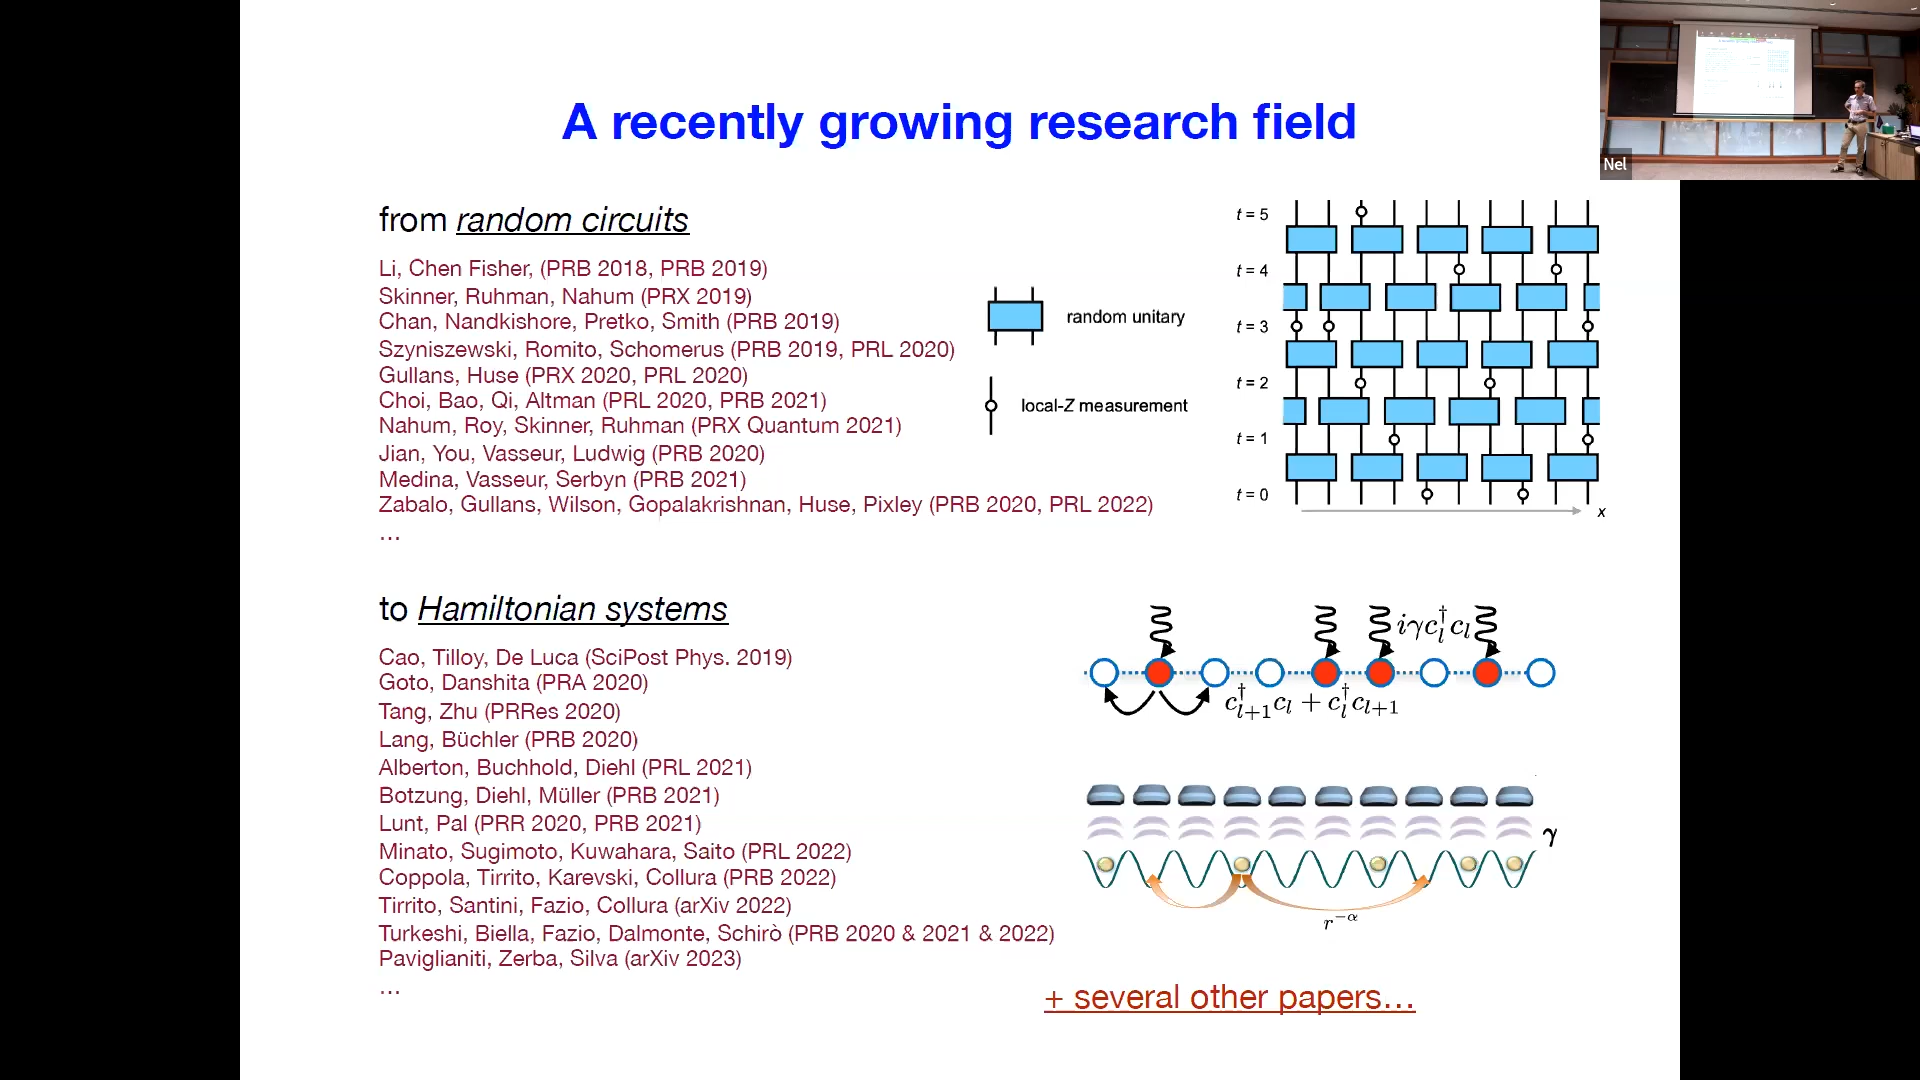 A recently growing research field
from random circuits
Li, Chen Fisher, (PRB 2018, PRB 2019)
Skinner, Ruhman, Nahum (PRX 2019)
Chan, Nandkishore, Pretko, Smith (PRB 2019)
Szyniszewski, Romito, Schomerus (PRB 2019, PRL 2020)
Gullans, Huse (PRX 2020, PRL 2020)
Choi, Bao, Qi, Altman (PRL 2020, PRB 2021)
Nahum, Roy, Skinner, Ruhman (PRX Quantum 2021)
Jian, You, Vasseur, Ludwig (PRB 2020)
Medina, Vasseur, Serbyn (PRB 2021)
Zabalo, Gullans, Wilson, Gopalakrishnan, Huse, Pixley (PRB 2020, PRL 2022)
…
random unitary
local-Z measurement
t = 5
t = 4
t = 3
t = 2
t = 1
t = 0
x
to Hamiltonian systems
Cao, Tilloy, De Luca (SciPost Phys. 2019)
Goto, Danshita (PRA 2020)
Tang, Zhu (PRRes 2020)
Lang, Büchler (PRB 2020)
Alberton, Buchhold, Diehl (PRL 2021)
Botzung, Diehl, Müller (PRB 2021)
Lunt, Pal (PRR 2020, PRB 2021)
Minato, Sugimoto, Kuwahara, Saito (PRL 2022)
Coppola, Tirrito, Karevski, Collura (PRB 2022)
Tirrito, Santini, Fazio, Collura (arXiv 2022)
Turkeshi, Biella, Fazio, Dalmonte, Schirò (PRB 2020 & 2021 & 2022)
Paviglianiti, Zerba, Silva (arXiv 2023)
…
$i\gamma c_l^\dagger c_l$
$c_{l+1}^\dagger c_l + c_l^\dagger c_{l+1}$
γ
$r^{-\alpha}$
+ several other papers…
Nel